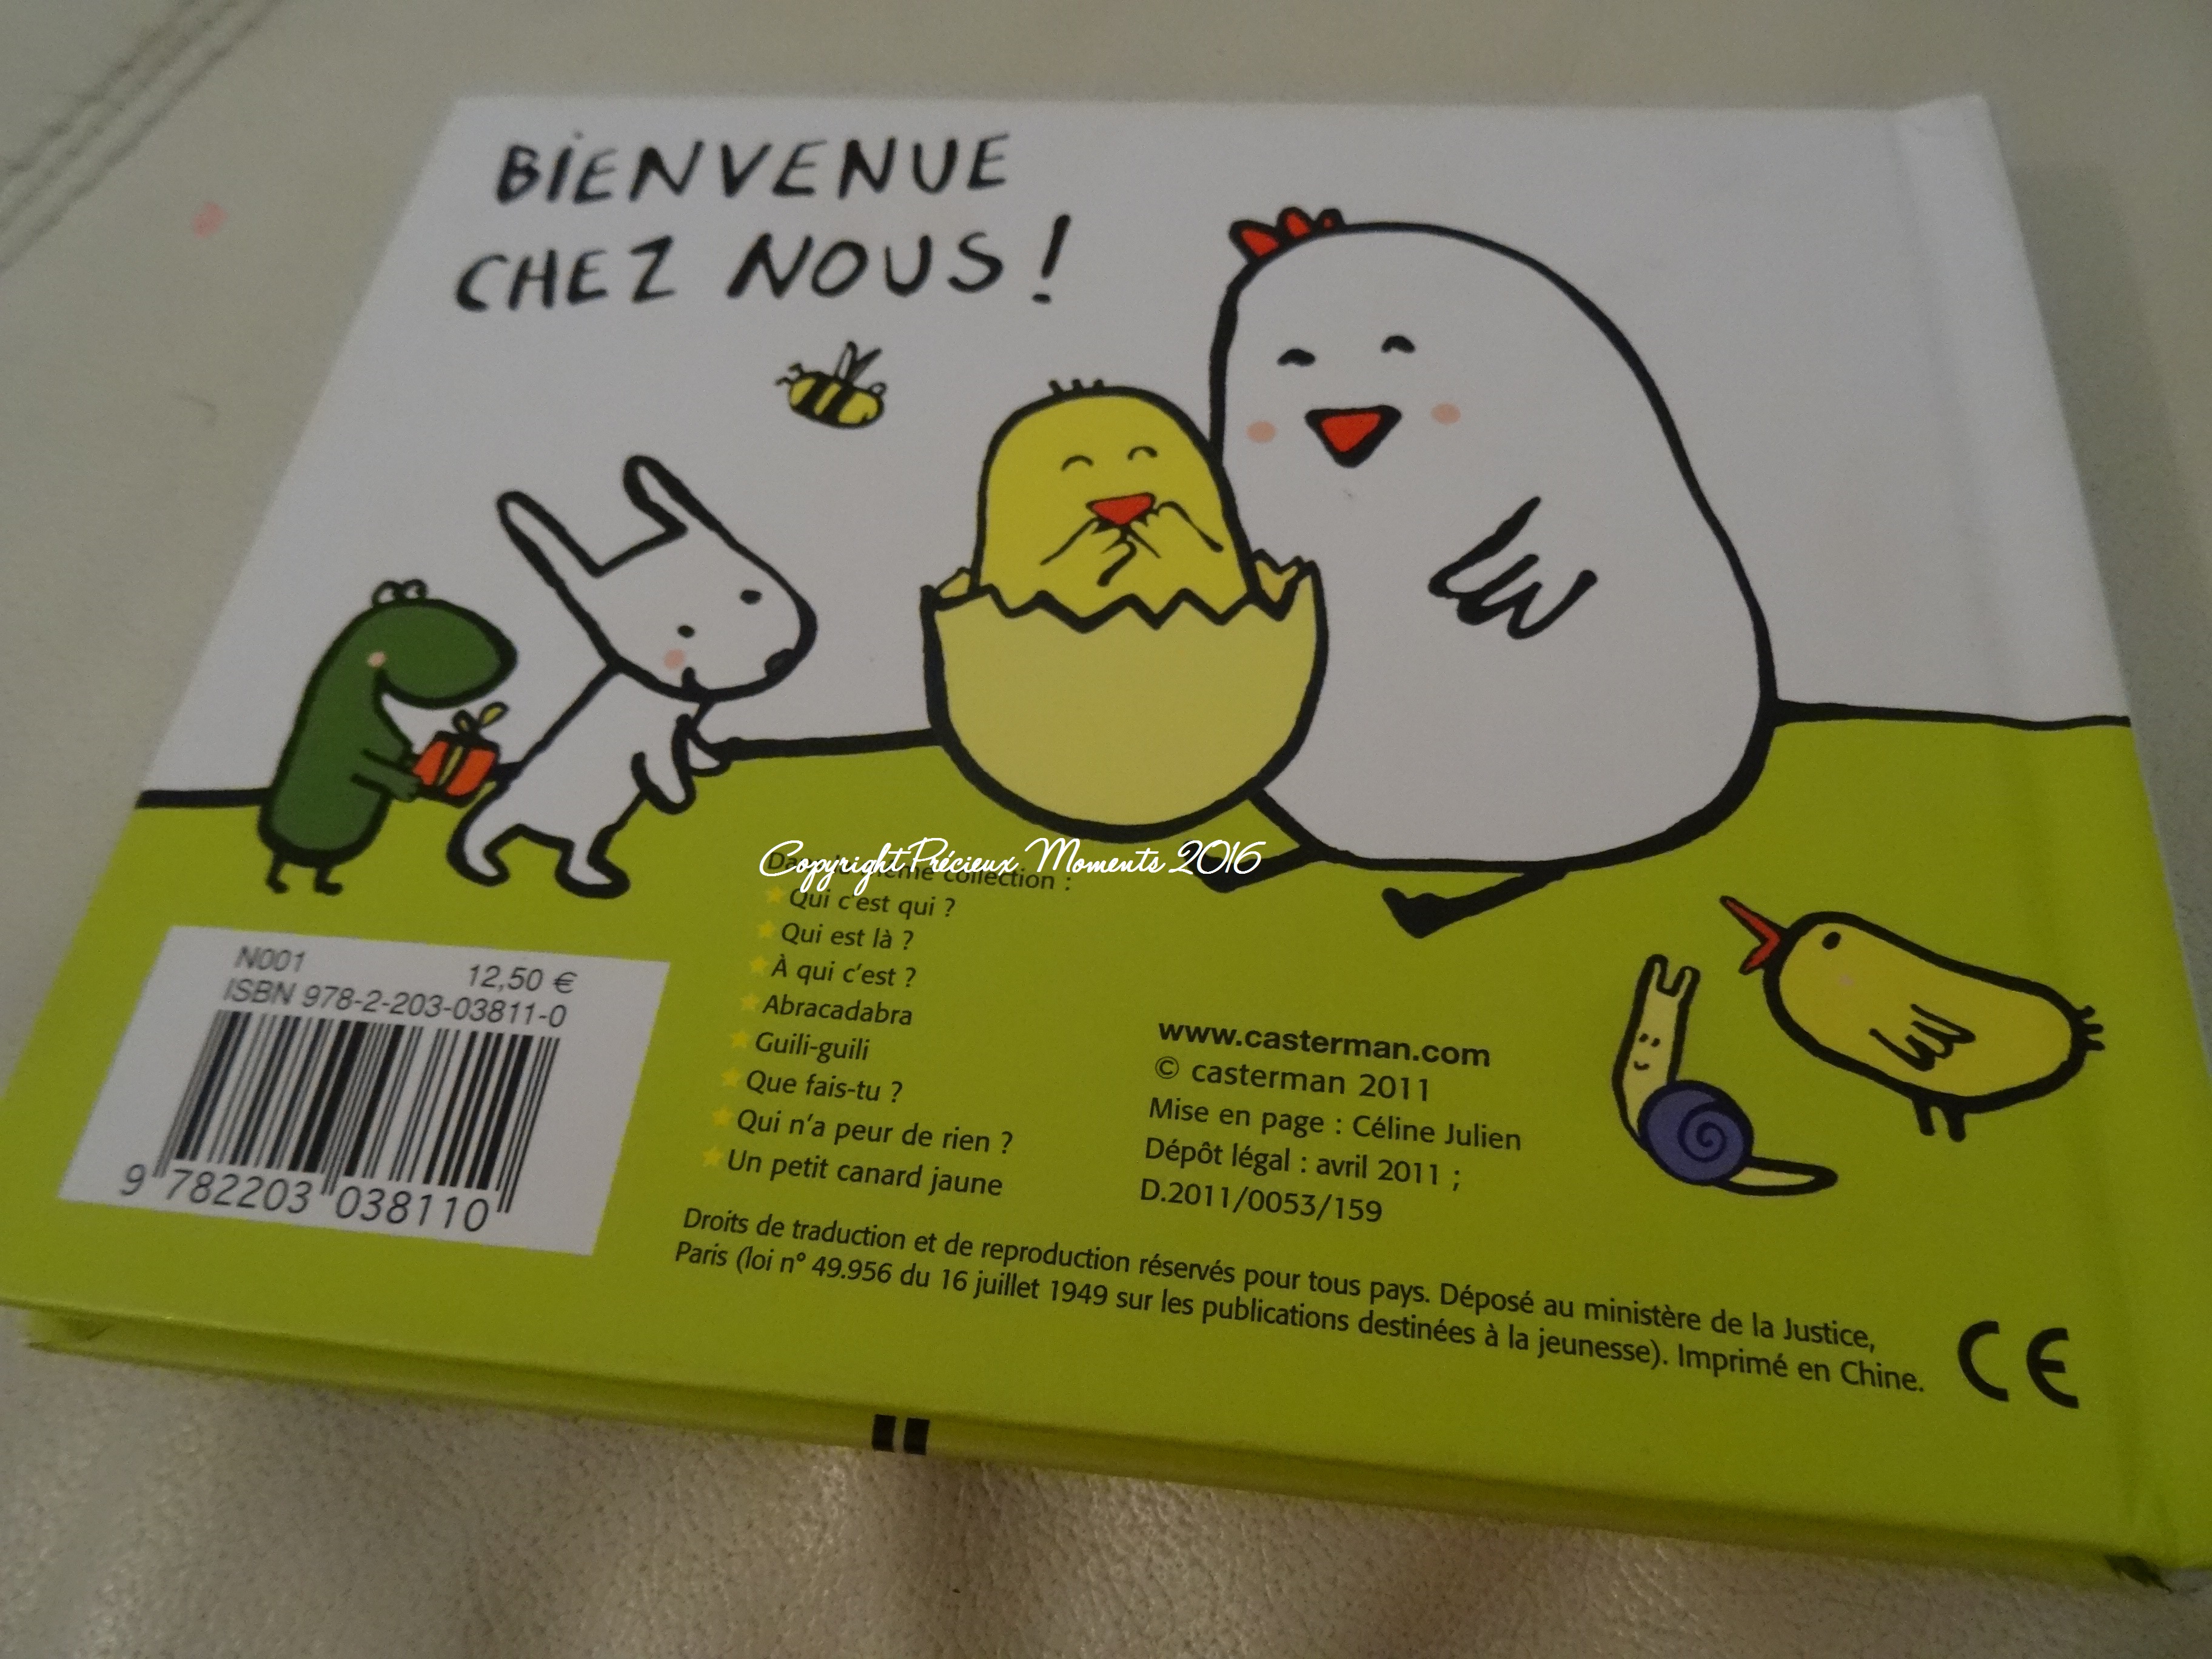 BiENVENUE
CHEZ NOUS !
Copyright Précieux Moments 2016
collection :
Qui c'est qui ?
Qui est là ?
À qui c'est ?
Abracadabra
Guili-guili
Que fais-tu ?
Qui n'a peur de rien ?
Un petit canard jaune
N001 12,50 €
ISBN 978-2-203-03811-0
9 782203 038110
www.casterman.com
© casterman 2011
Mise en page : Céline Julien
Dépôt légal : avril 2011 ;
D.2011/0053/159
Droits de traduction et de reproduction réservés pour tous pays. Déposé au ministère de la Justice,
Paris (loi n° 49.956 du 16 juillet 1949 sur les publications destinées à la jeunesse). Imprimé en Chine.
CE